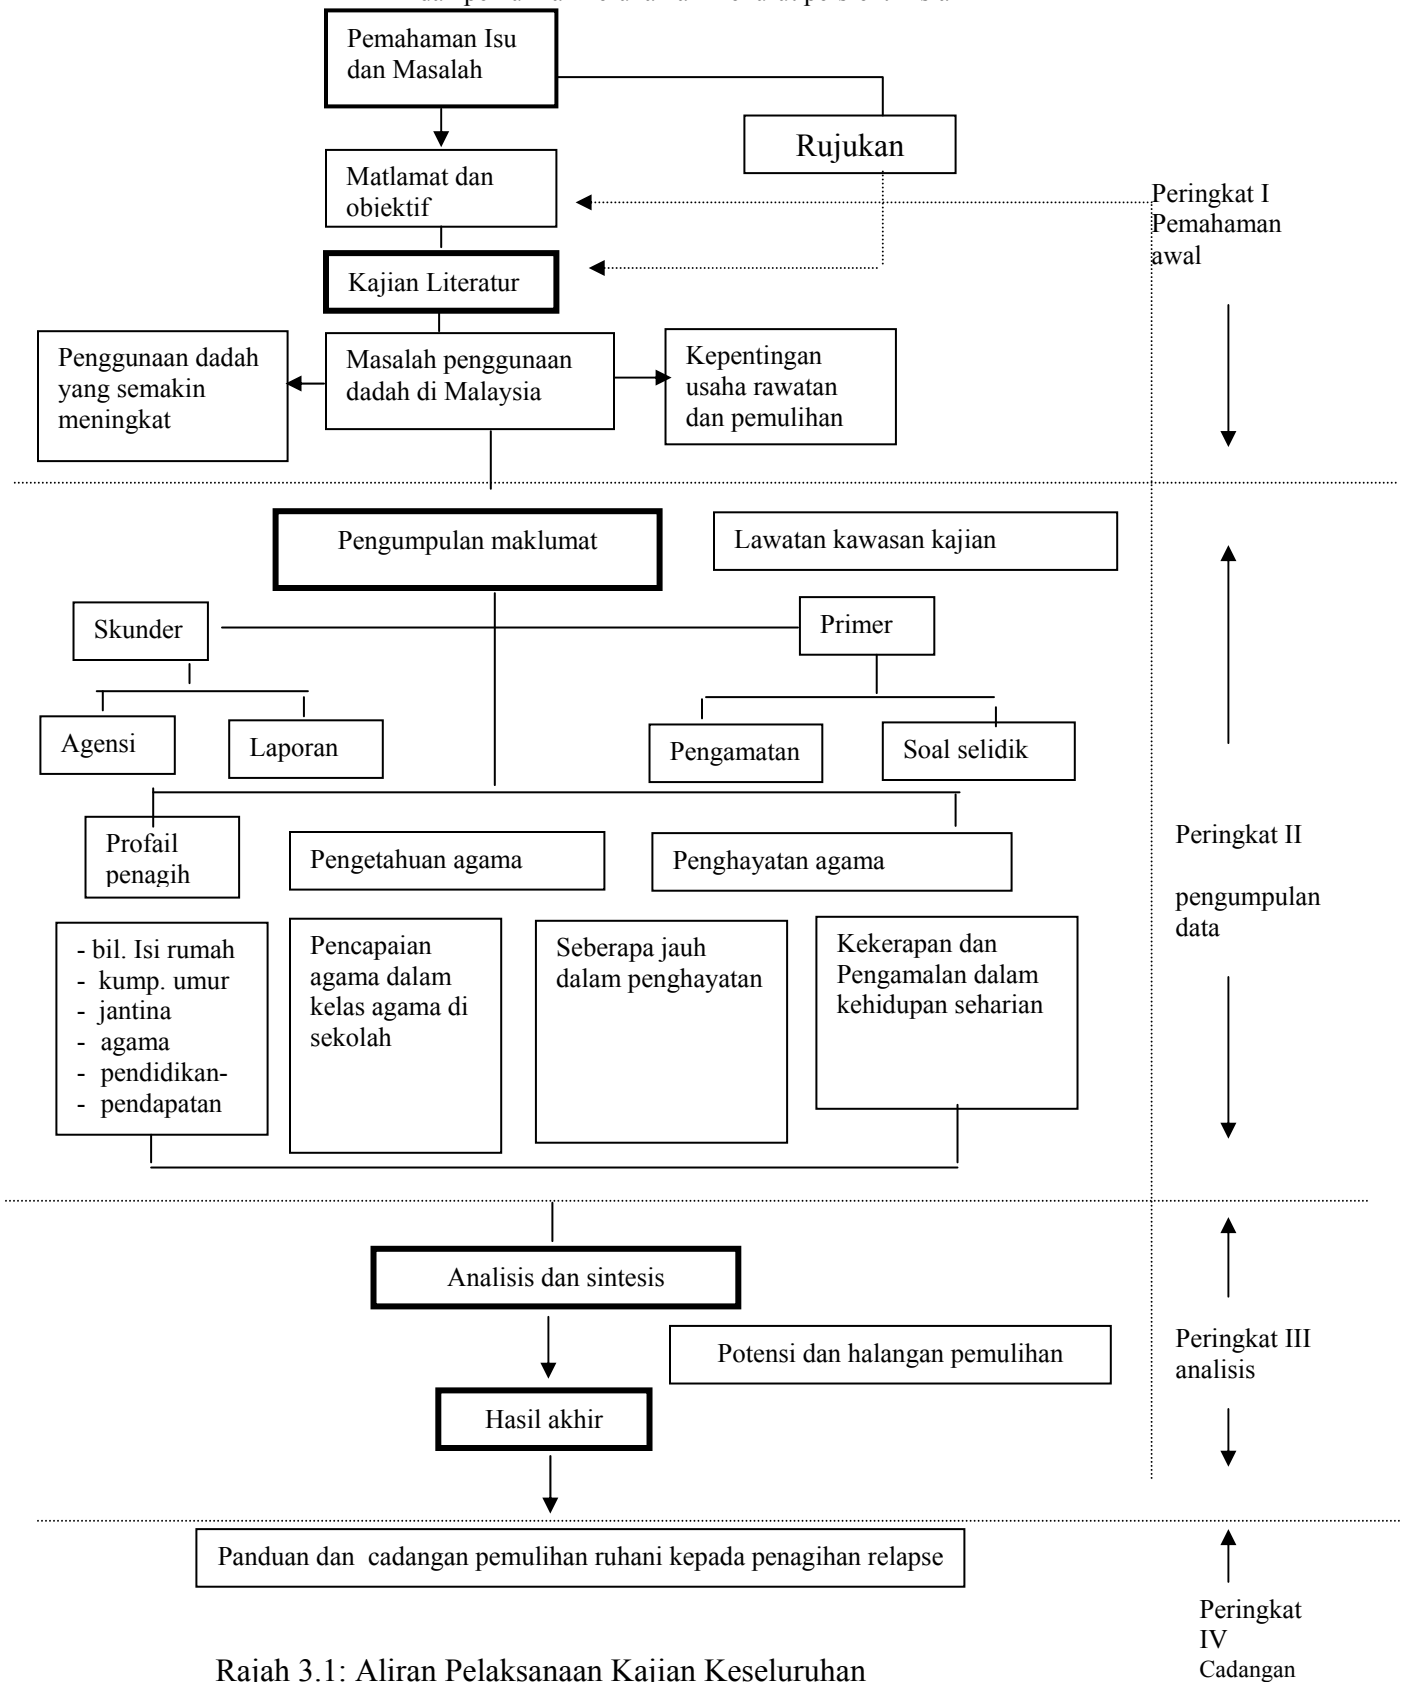 Pemahaman Isu
dan Masalah
Rujukan
Matlamat dan
objektif
Peringkat I
Pemahaman
awal
Kajian Literatur
Penggunaan dadah
yang semakin
meningkat
Masalah penggunaan
dadah di Malaysia
Kepentingan
usaha rawatan
dan pemulihan
Pengumpulan maklumat
Lawatan kawasan kajian
Skunder
Primer
Agensi
Laporan
Pengamatan
Soal selidik
Profail
penagih
Pengetahuan agama
Penghayatan agama
Peringkat II
pengumpulan
data
- bil. Isi rumah
- kump. umur
- jantina
- agama
- pendidikan-
- pendapatan
Pencapaian
agama dalam
kelas agama di
sekolah
Seberapa jauh
dalam penghayatan
Kekerapan dan
Pengamalan dalam
kehidupan seharian
Analisis dan sintesis
Potensi dan halangan pemulihan
Peringkat III
analisis
Hasil akhir
Panduan dan cadangan pemulihan ruhani kepada penagihan relapse
Peringkat
IV
Cadangan
Rajah 3.1: Aliran Pelaksanaan Kajian Keseluruhan